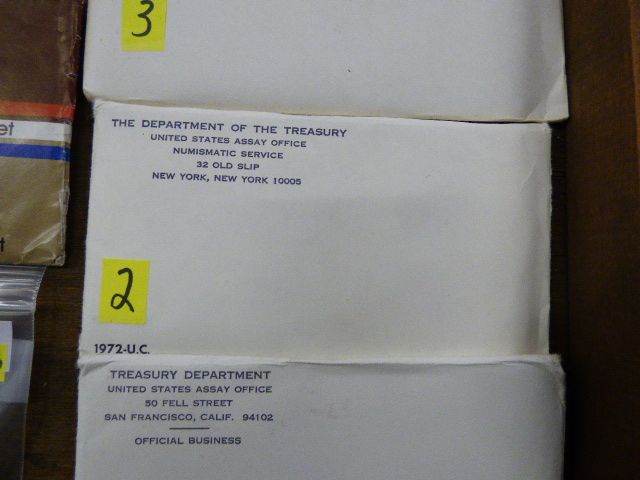 3
et
THE DEPARTMENT OF THE TREASURY
UNITED STATES ASSAY OFFICE
NUMISMATIC SERVICE
32 OLD SLIP
NEW YORK, NEW YORK 10005
t
2
1972-U.C.
TREASURY DEPARTMENT
UNITED STATES ASSAY OFFICE
50 FELL STREET
SAN FRANCISCO, CALIF. 94102
OFFICIAL BUSINESS